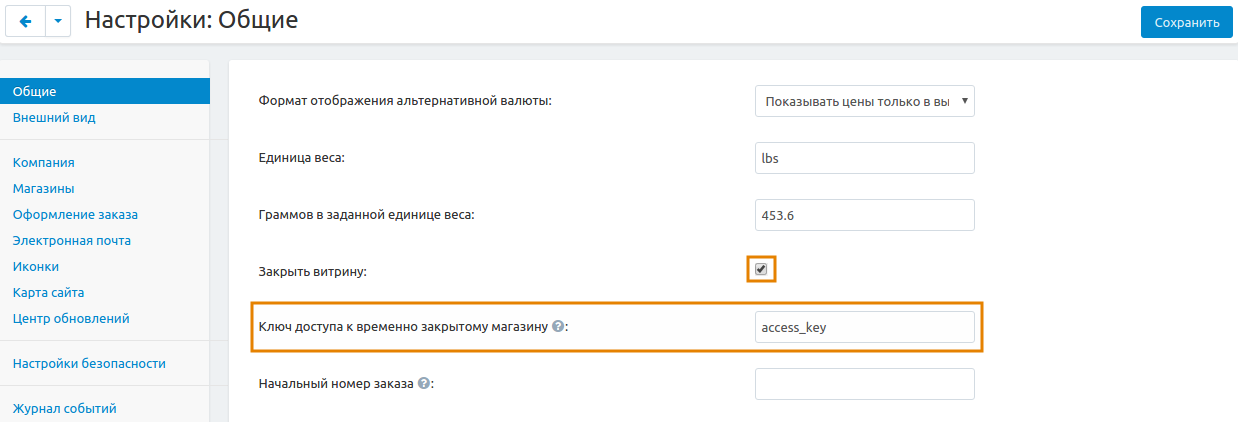 Настройки: Общие
Сохранить
Общие
Внешний вид
Компания
Магазины
Оформление заказа
Электронная почта
Иконки
Карта сайта
Центр обновлений
Настройки безопасности
Журнал событий
Формат отображения альтернативной валюты:
Показывать цены только в вы
Единица веса:
lbs
Граммов в заданной единице веса:
453.6
Закрыть витрину:
Ключ доступа к временно закрытому магазину ?:
access_key
Начальный номер заказа ?: